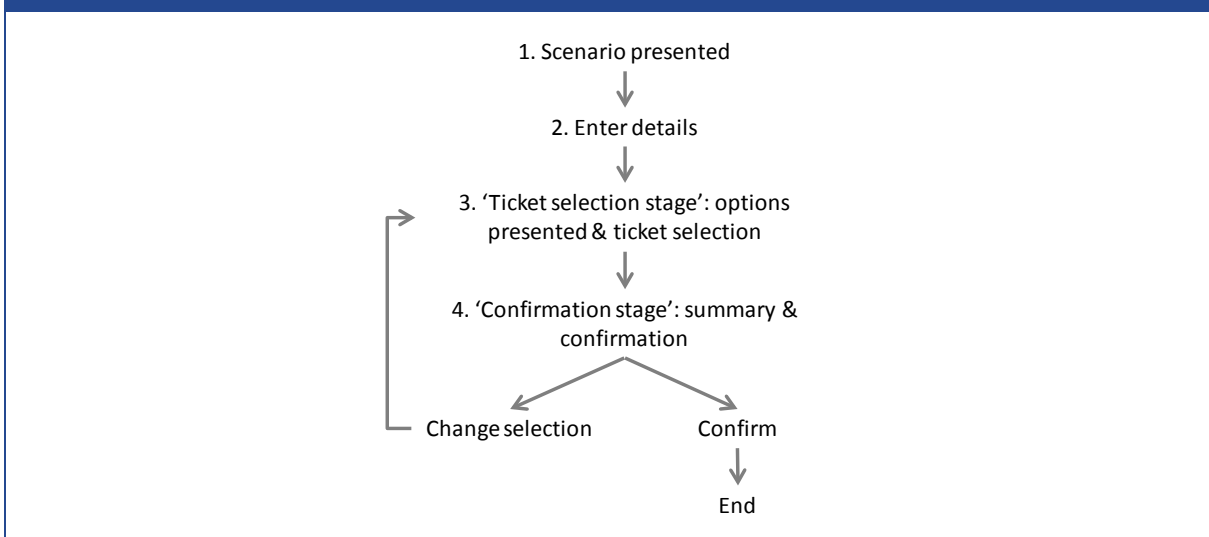 1. Scenario presented
2. Enter details
3. ‘Ticket selection stage’: options
presented & ticket selection
4. ‘Confirmation stage’: summary &
confirmation
Change selection
Confirm
End